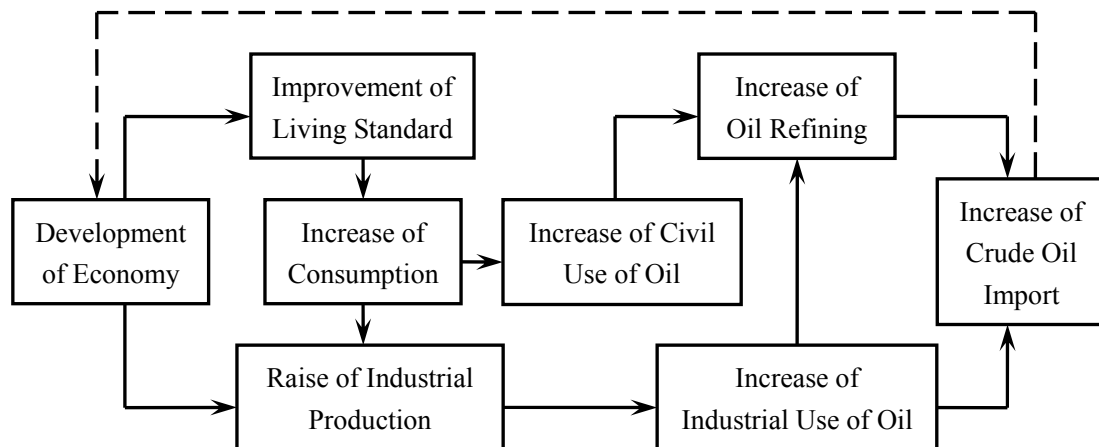 Improvement of
Living Standard
Increase of
Oil Refining
Development
of Economy
Increase of
Consumption
Increase of Civil
Use of Oil
Increase of
Crude Oil
Import
Raise of Industrial
Production
Increase of
Industrial Use of Oil